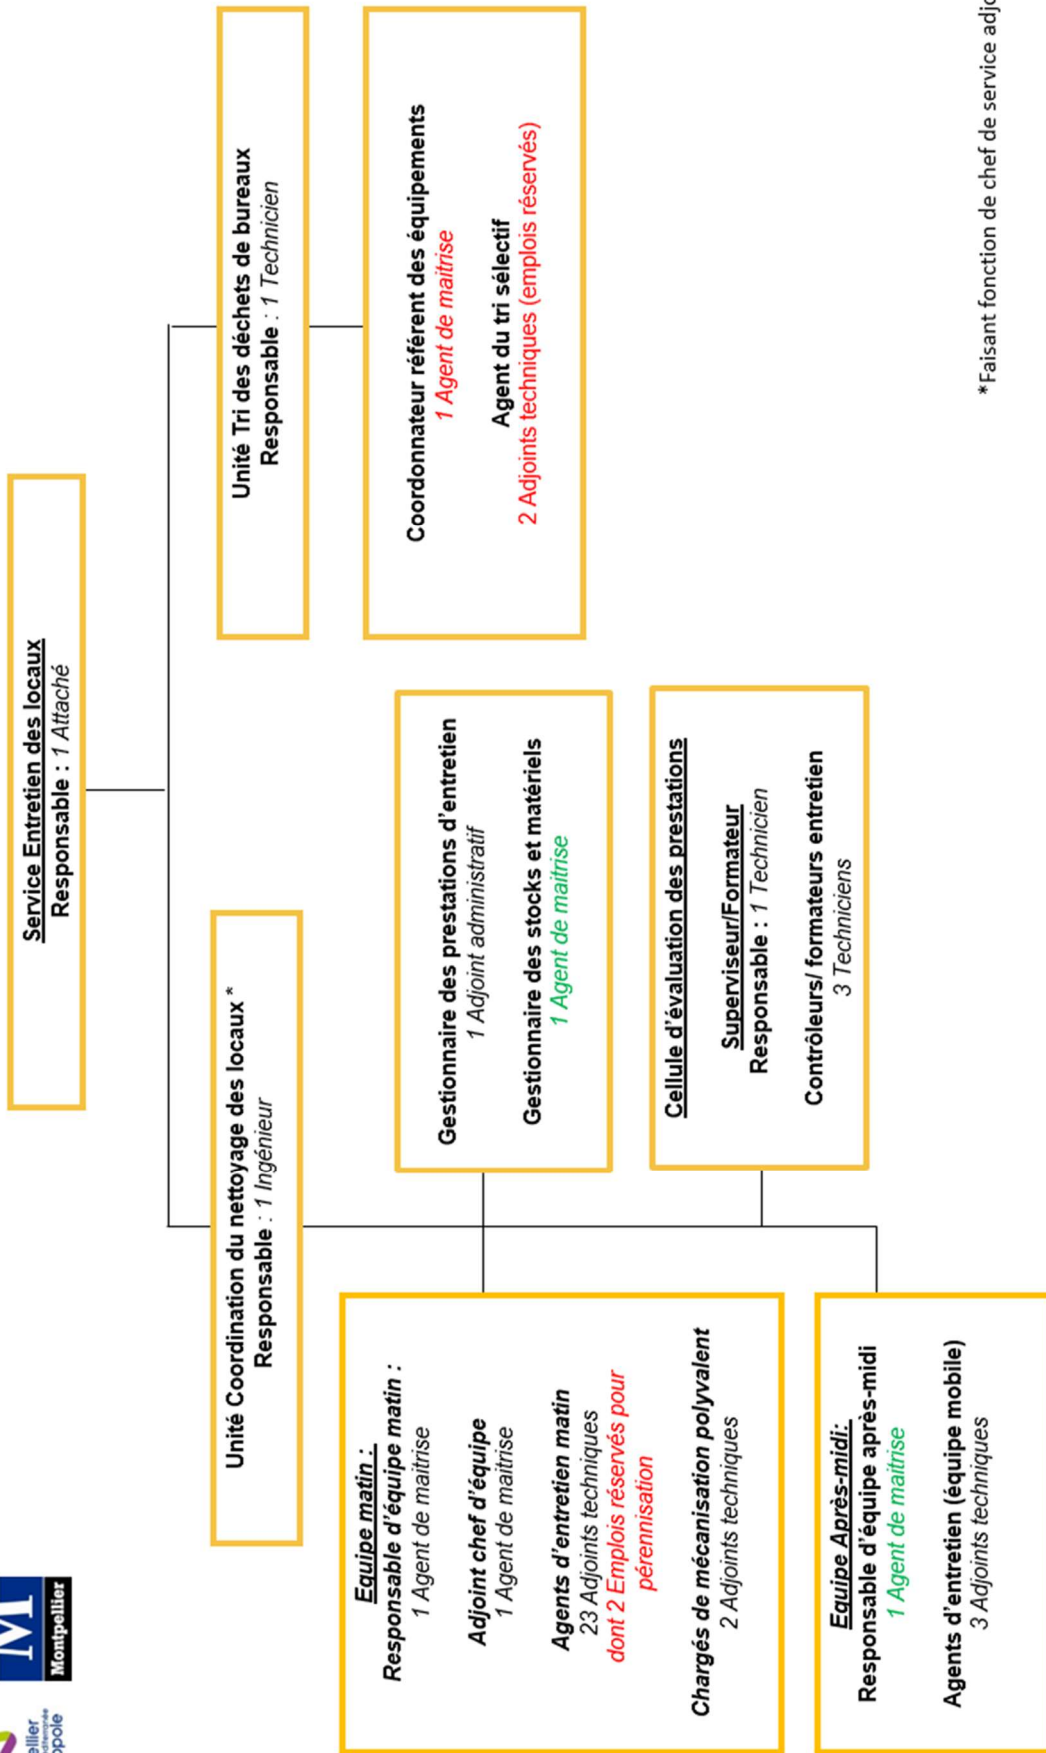 M
Montpellier
Service Entretien des locaux
Responsable : 1 Attaché
Unité Coordination du nettoyage des locaux *
Responsable : 1 Ingénieur
Unité Tri des déchets de bureaux
Responsable : 1 Technicien
Equipe matin :
Responsable d'équipe matin :
1 Agent de maitrise
Adjoint chef d'équipe
1 Agent de maitrise
Agents d'entretien matin
23 Adjoints techniques
dont 2 Emplois réservés pour
pérennisation
Chargés de mécanisation polyvalent
2 Adjoints techniques
Equipe Après-midi:
Responsable d'équipe après-midi
1 Agent de maitrise
Agents d'entretien (équipe mobile)
3 Adjoints techniques
Gestionnaire des prestations d'entretien
1 Adjoint administratif
Gestionnaire des stocks et matériels
1 Agent de maitrise
Cellule d'évaluation des prestations
Superviseur/Formateur
Responsable : 1 Technicien
Contrôleurs/ formateurs entretien
3 Techniciens
Coordonnateur référent des équipements
1 Agent de maitrise
Agent du tri sélectif
2 Adjoints techniques (emplois réservés)
*Faisant fonction de chef de service